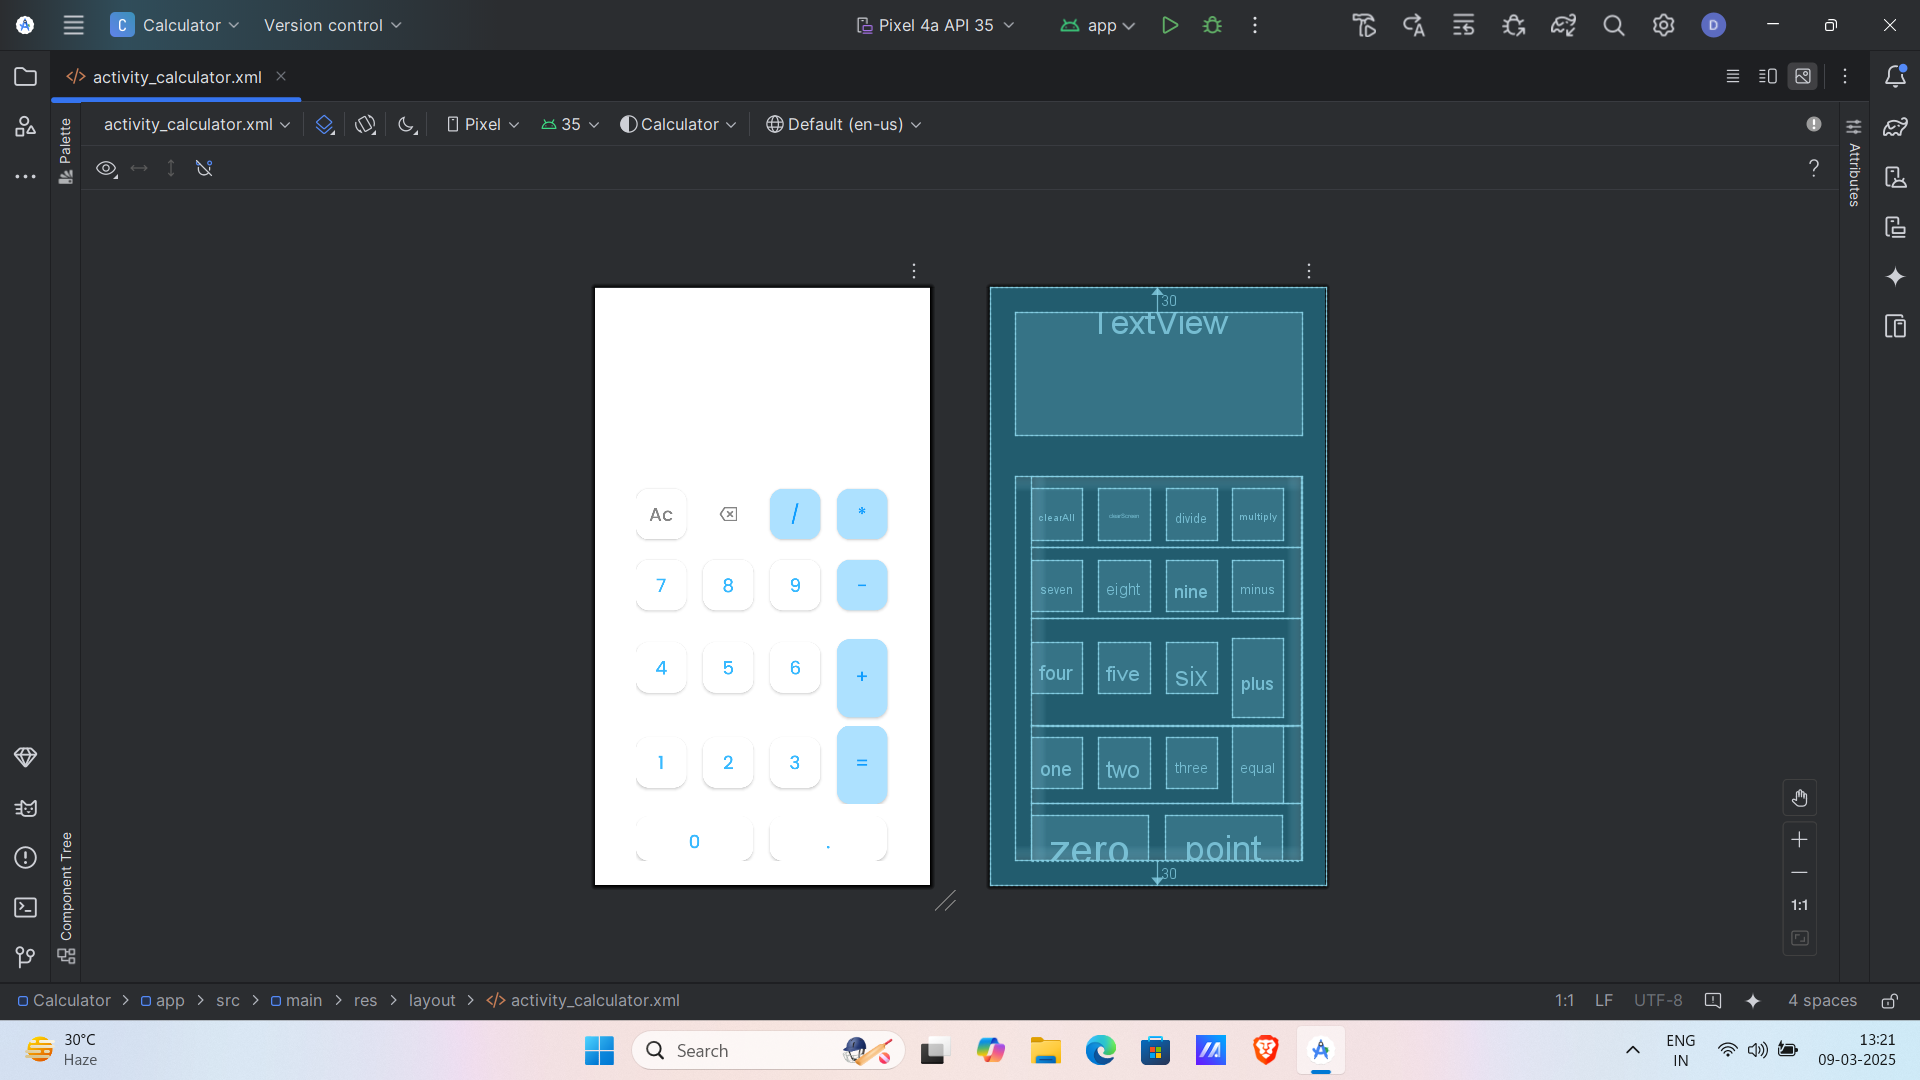 C Calculator Version control Pixel 4a API 35 app D
activity_calculator.xml
activity_calculator.xml Pixel 35 Calculator Default (en-us)
Palette
Attributes
?
30
TextView
Ac / *
7 8 9 -
4 5 6 +
1 2 3 =
0 .
clearAll clearScreen divide multiply
seven eight nine minus
four five six plus
one two three equal
zero point
30
1:1
Component Tree
Calculator > app > src > main > res > layout > activity_calculator.xml
1:1 LF UTF-8 4 spaces
30°C
Haze
Search
ENG
IN
13:21
09-03-2025